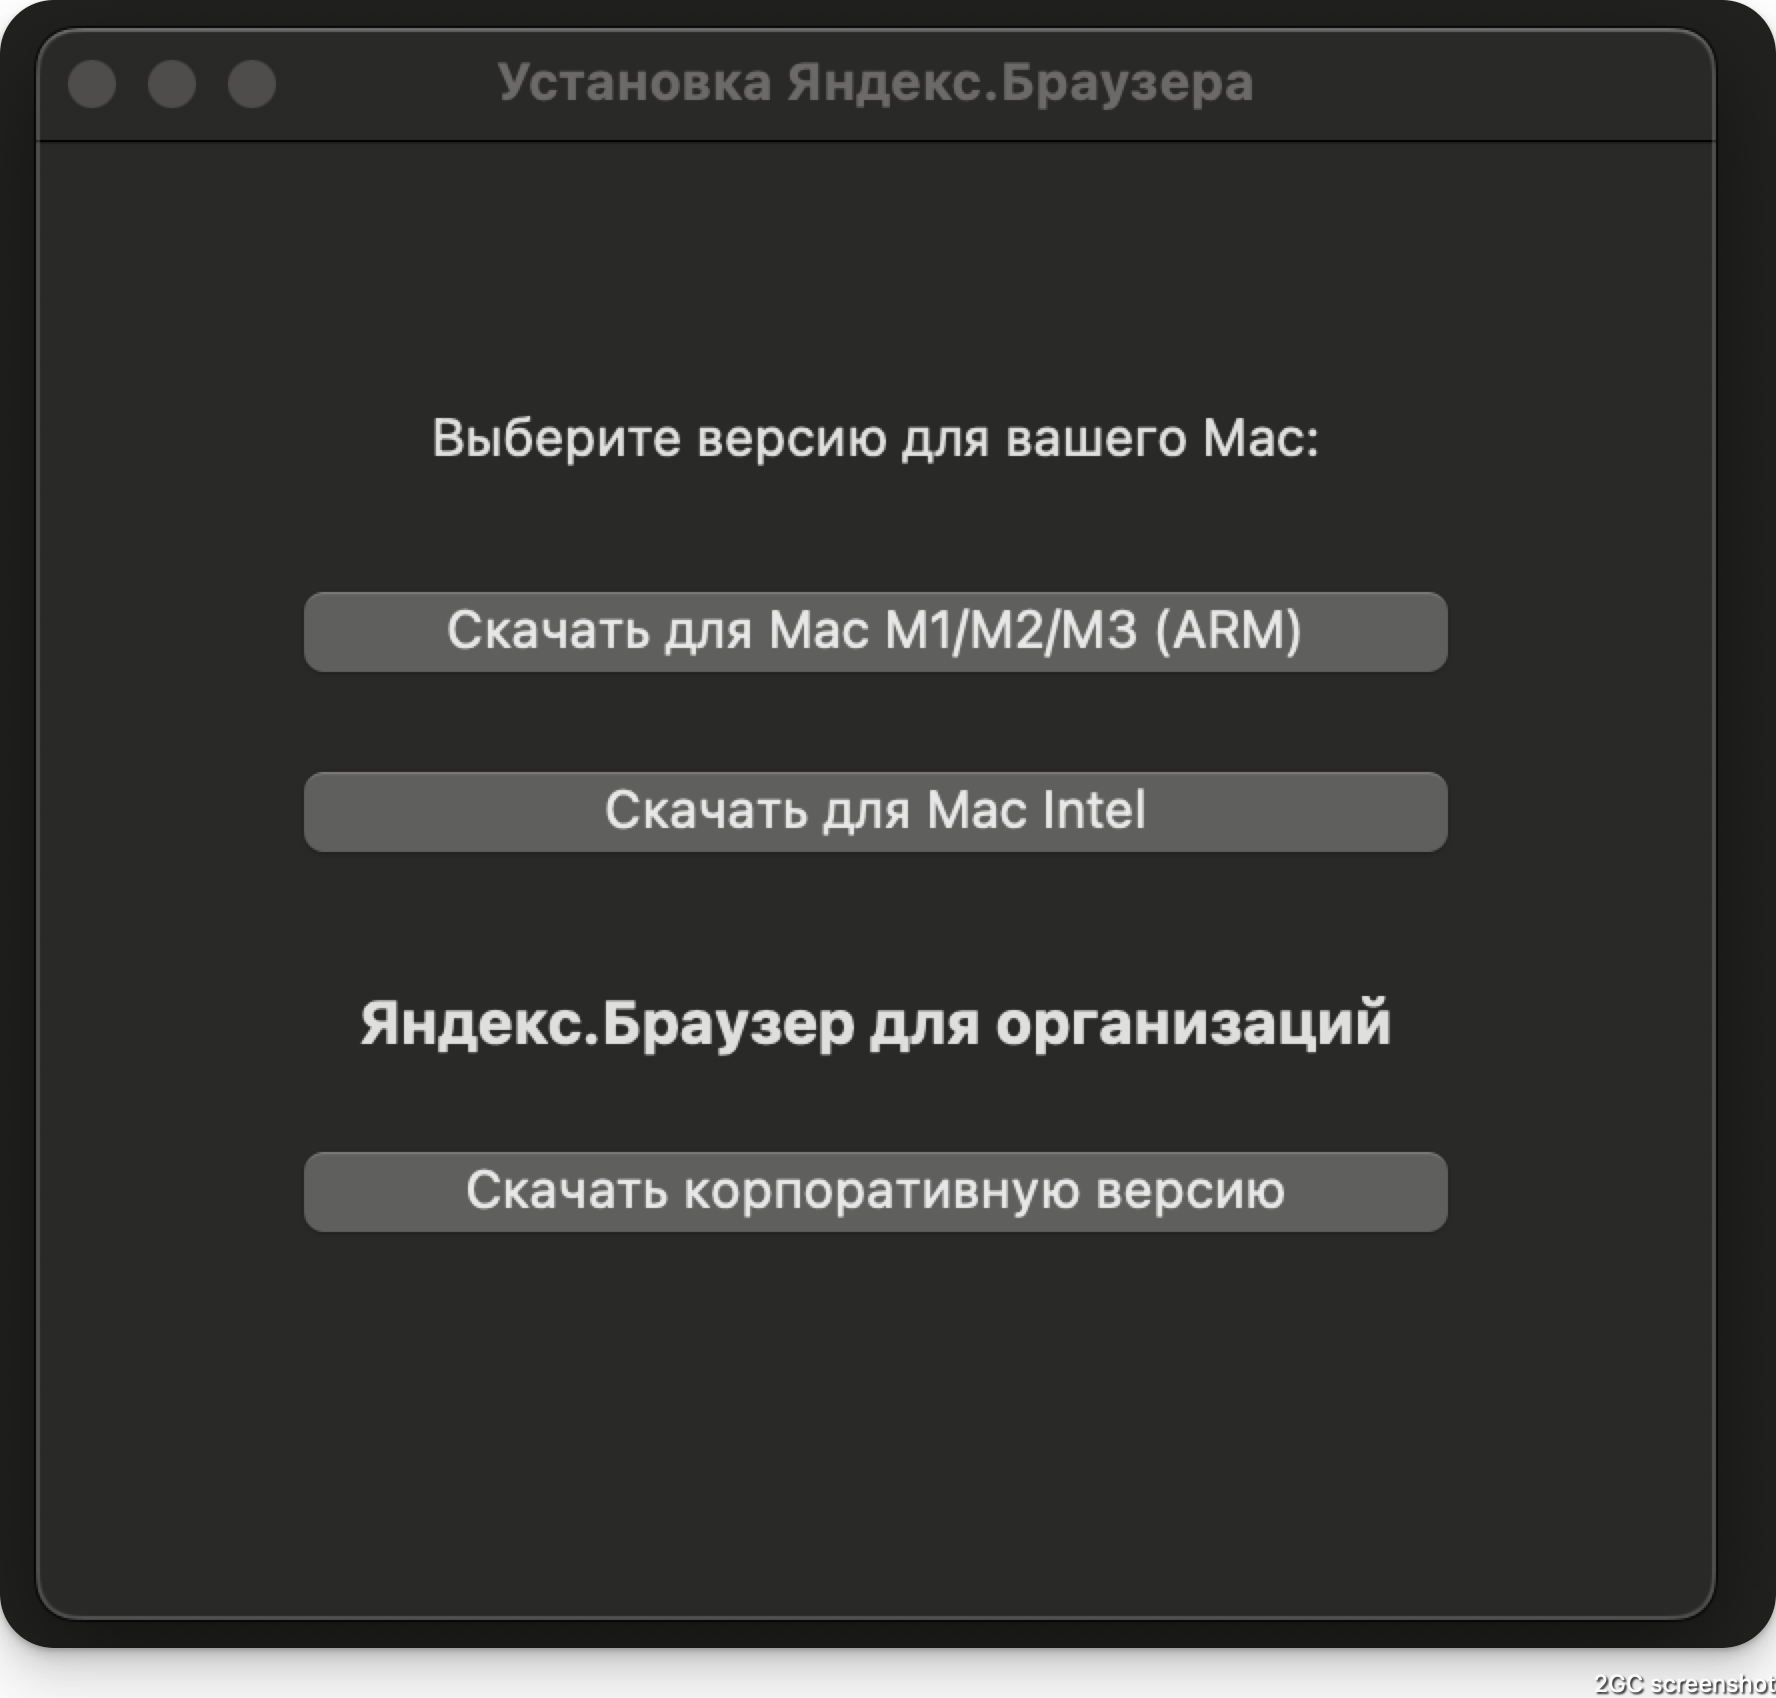 Установка Яндекс.Браузера
Выберите версию для вашего Mac:
Скачать для Mac M1/M2/M3 (ARM)
Скачать для Mac Intel
Яндекс.Браузер для организаций
Скачать корпоративную версию
2GC screenshot